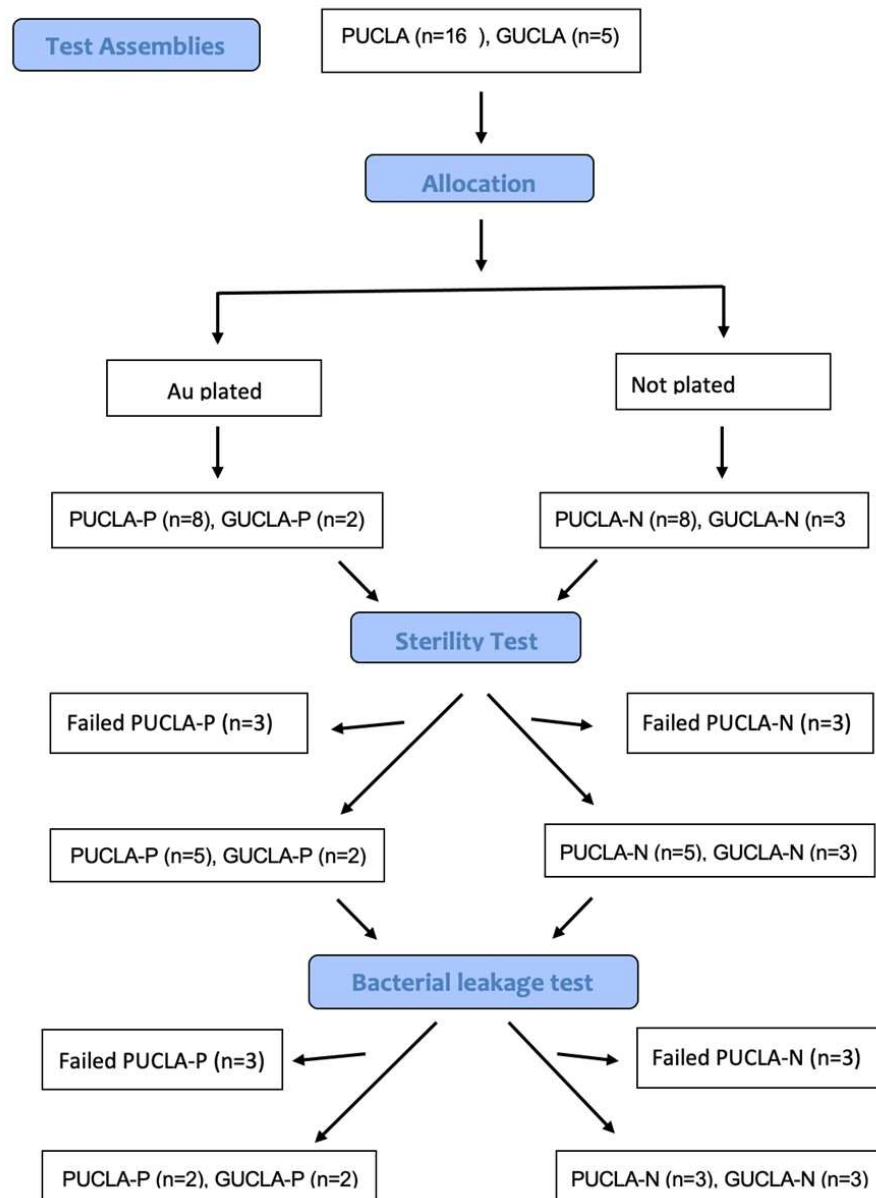 Test Assemblies
PUCLA (n=16 ), GUCLA (n=5)
Allocation
Au plated
Not plated
PUCLA-P (n=8), GUCLA-P (n=2)
PUCLA-N (n=8), GUCLA-N (n=3
Sterility Test
Failed PUCLA-P (n=3)
Failed PUCLA-N (n=3)
PUCLA-P (n=5), GUCLA-P (n=2)
PUCLA-N (n=5), GUCLA-N (n=3)
Bacterial leakage test
Failed PUCLA-P (n=3)
Failed PUCLA-N (n=3)
PUCLA-P (n=2), GUCLA-P (n=2)
PUCLA-N (n=3), GUCLA-N (n=3)